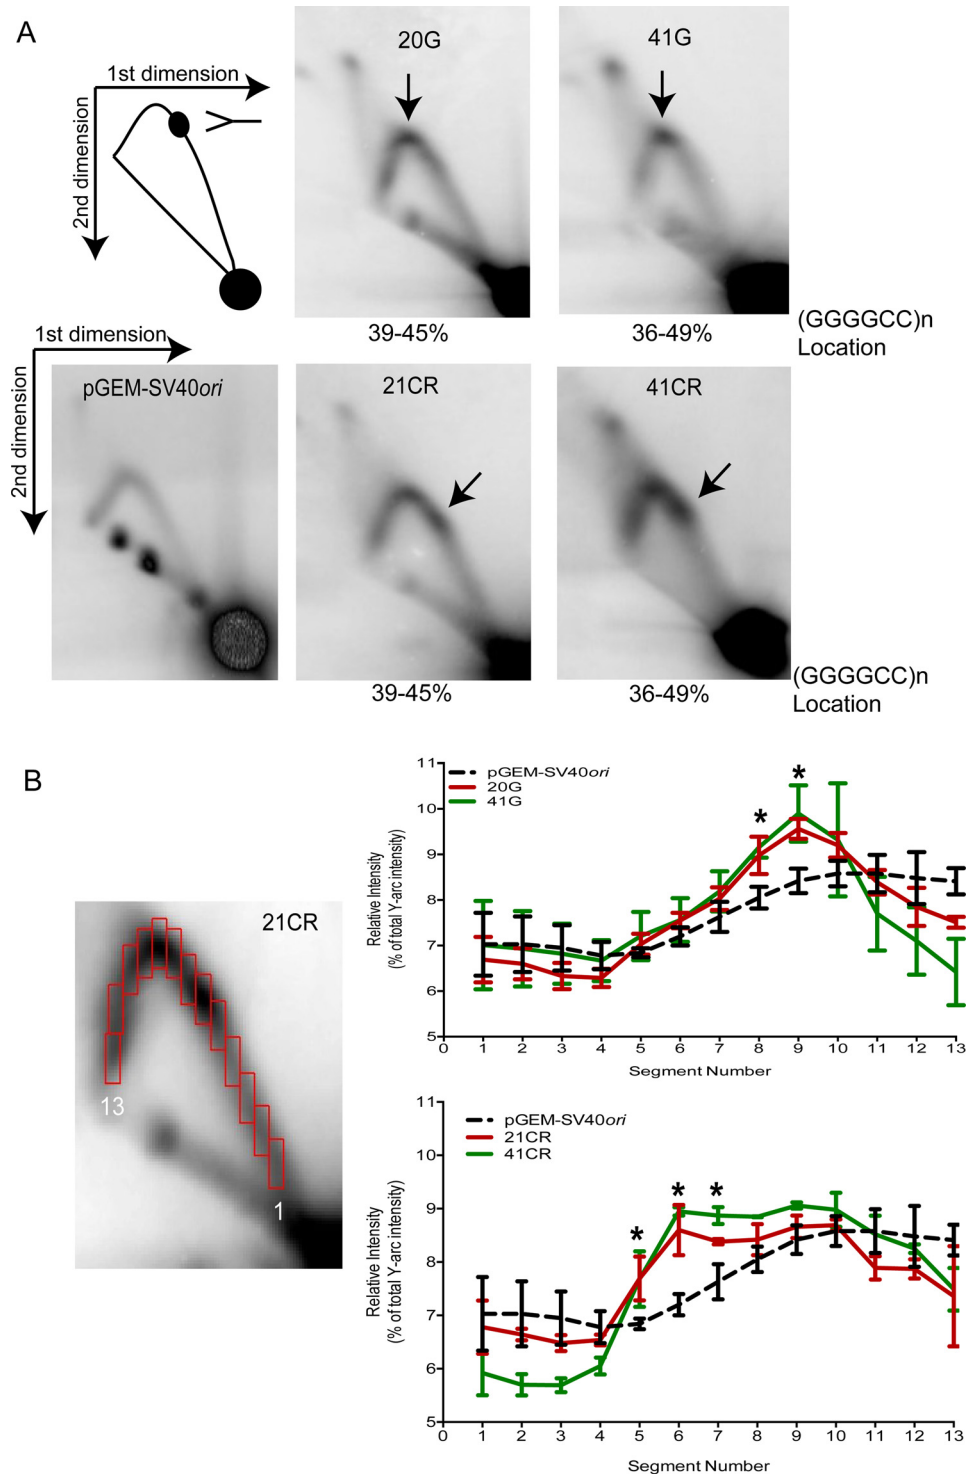 A
1st dimension
2nd dimension
20G
41G
39-45%
36-49%
(GGGGCC)n
Location
1st dimension
2nd dimension
pGEM-SV40ori
21CR
41CR
39-45%
36-49%
(GGGGCC)n
Location
B
21CR
13
1
pGEM-SV40ori
20G
41G
Relative Intensity
(% of total Y-arc intensity)
11
10
9
8
7
6
5
* *
0 1 2 3 4 5 6 7 8 9 10 11 12 13
Segment Number
pGEM-SV40ori
21CR
41CR
Relative Intensity
(% of total Y-arc intensity)
11
10
9
8
7
6
5
* * *
0 1 2 3 4 5 6 7 8 9 10 11 12 13
Segment Number